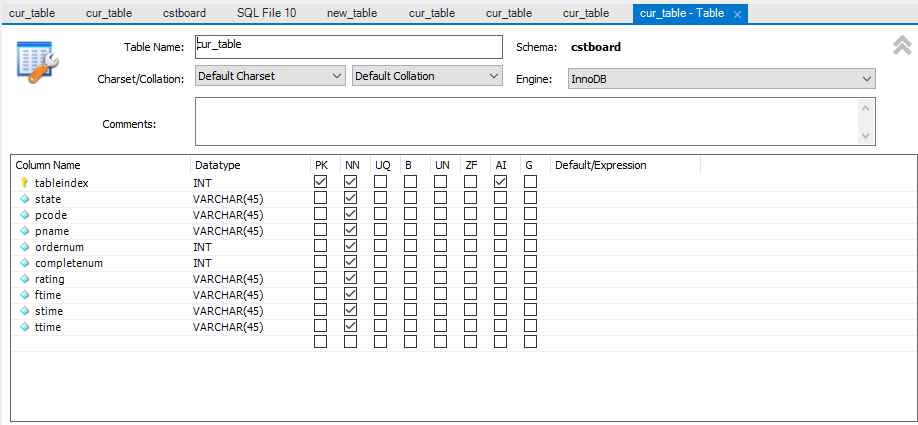 cur_table cur_table cstboard SQL File 10 new_table cur_table cur_table cur_table cur_table - Table
Table Name: cur_table Schema: cstboard
Charset/Collation: Default Charset Default Collation Engine: InnoDB
Comments:
Column Name Datatype PK NN UQ B UN ZF AI G Default/Expression
tableindex INT
state VARCHAR(45)
pcode VARCHAR(45)
pname VARCHAR(45)
ordernum INT
completenum INT
rating VARCHAR(45)
ftime VARCHAR(45)
stime VARCHAR(45)
ttime VARCHAR(45)